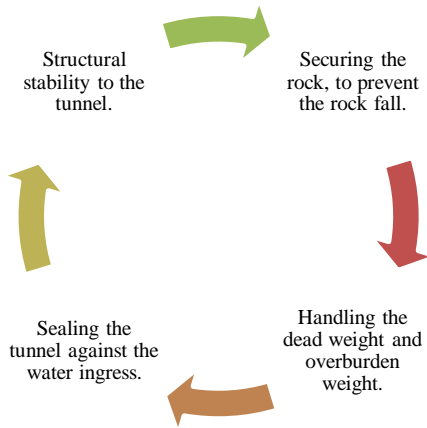 Structural
stability to the
tunnel.
Securing the
rock, to prevent
the rock fall.
Handling the
dead weight and
overburden
weight.
Sealing the
tunnel against the
water ingress.